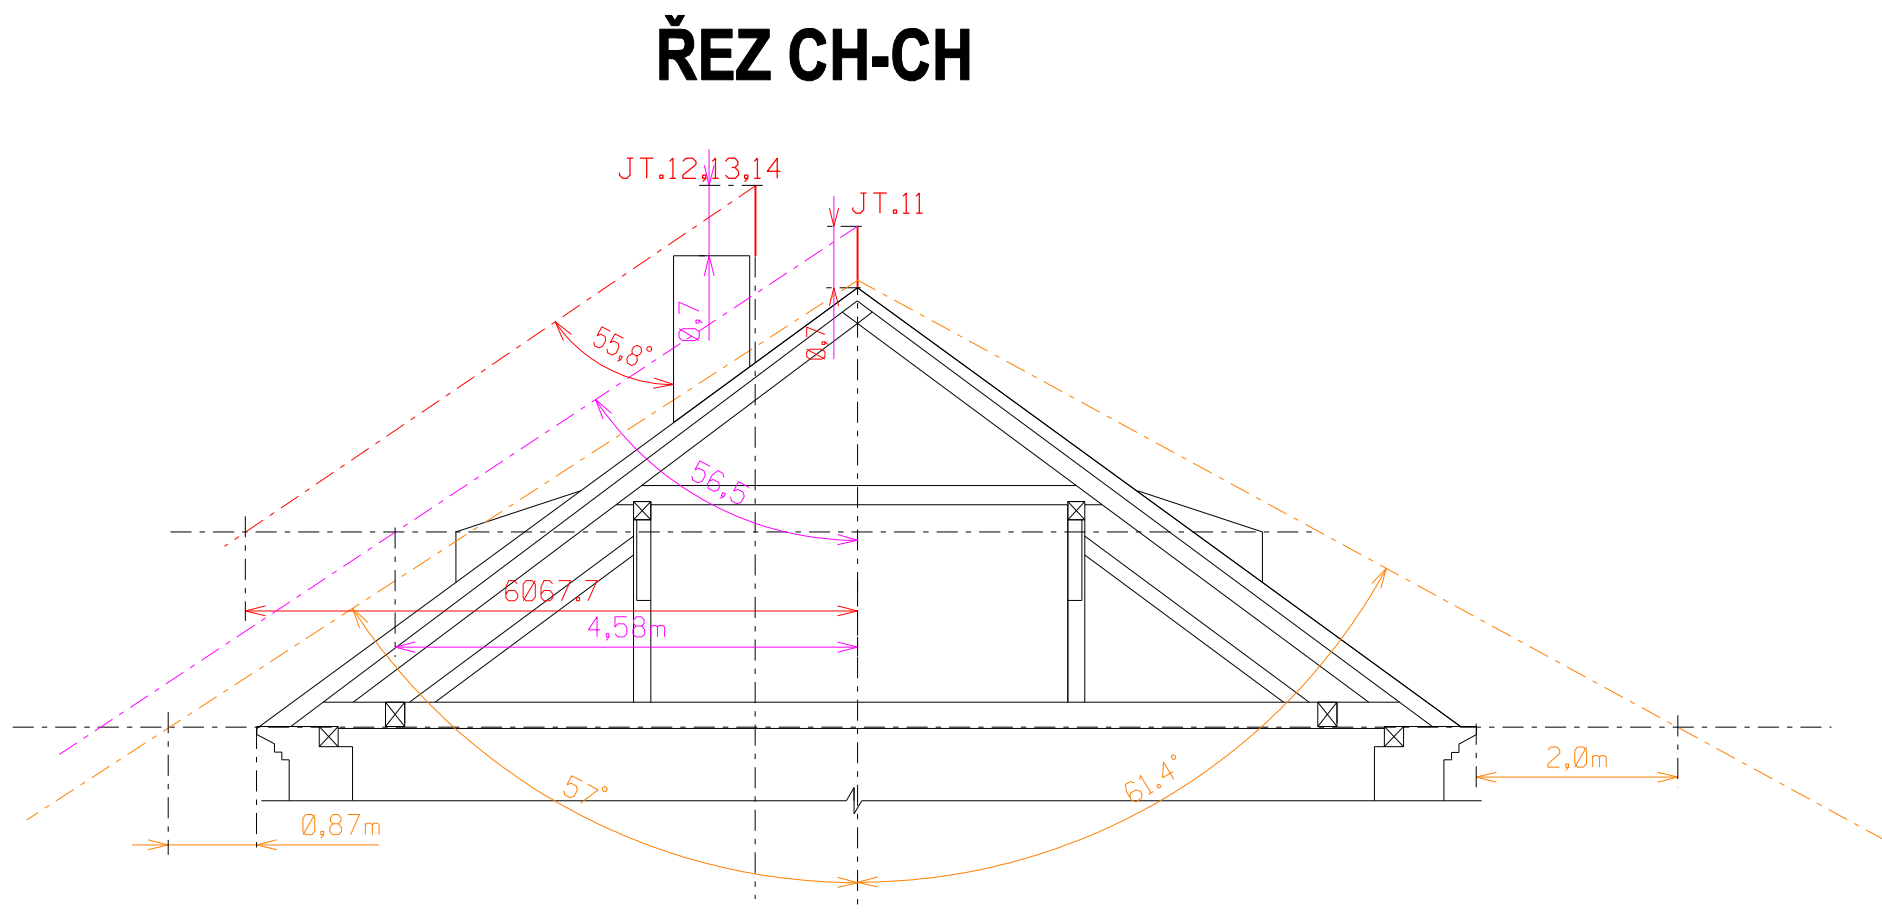 ŘEZ CH-CH
JT.12,13,14
JT.11
0,7
0,7
55,8°
56,5
6067.7
4,58m
57°
61.4°
2,0m
0,87m